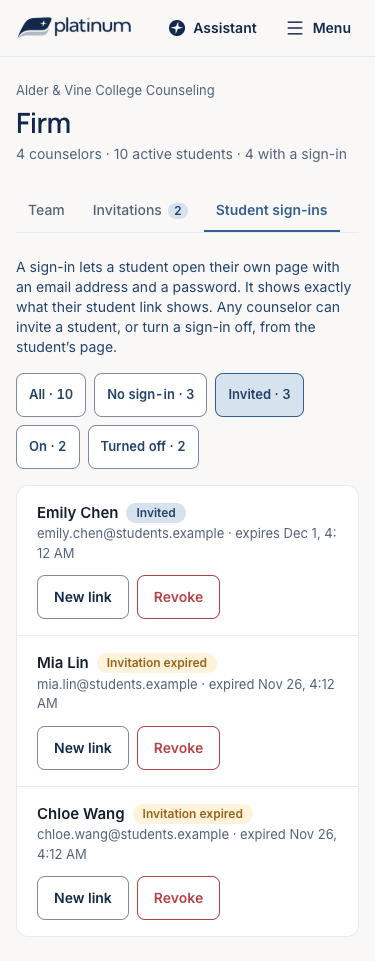 platinum
Assistant
Menu
Alder & Vine College Counseling
Firm
4 counselors · 10 active students · 4 with a sign-in
Team
Invitations 2
Student sign-ins
A sign-in lets a student open their own page with
an email address and a password. It shows exactly
what their student link shows. Any counselor can
invite a student, or turn a sign-in off, from the
student’s page.
All · 10
No sign-in · 3
Invited · 3
On · 2
Turned off · 2
Emily Chen Invited
emily.chen@students.example · expires Dec 1, 4:
12 AM
New link
Revoke
Mia Lin Invitation expired
mia.lin@students.example · expired Nov 26, 4:12
AM
New link
Revoke
Chloe Wang Invitation expired
chloe.wang@students.example · expired Nov 26,
4:12 AM
New link
Revoke